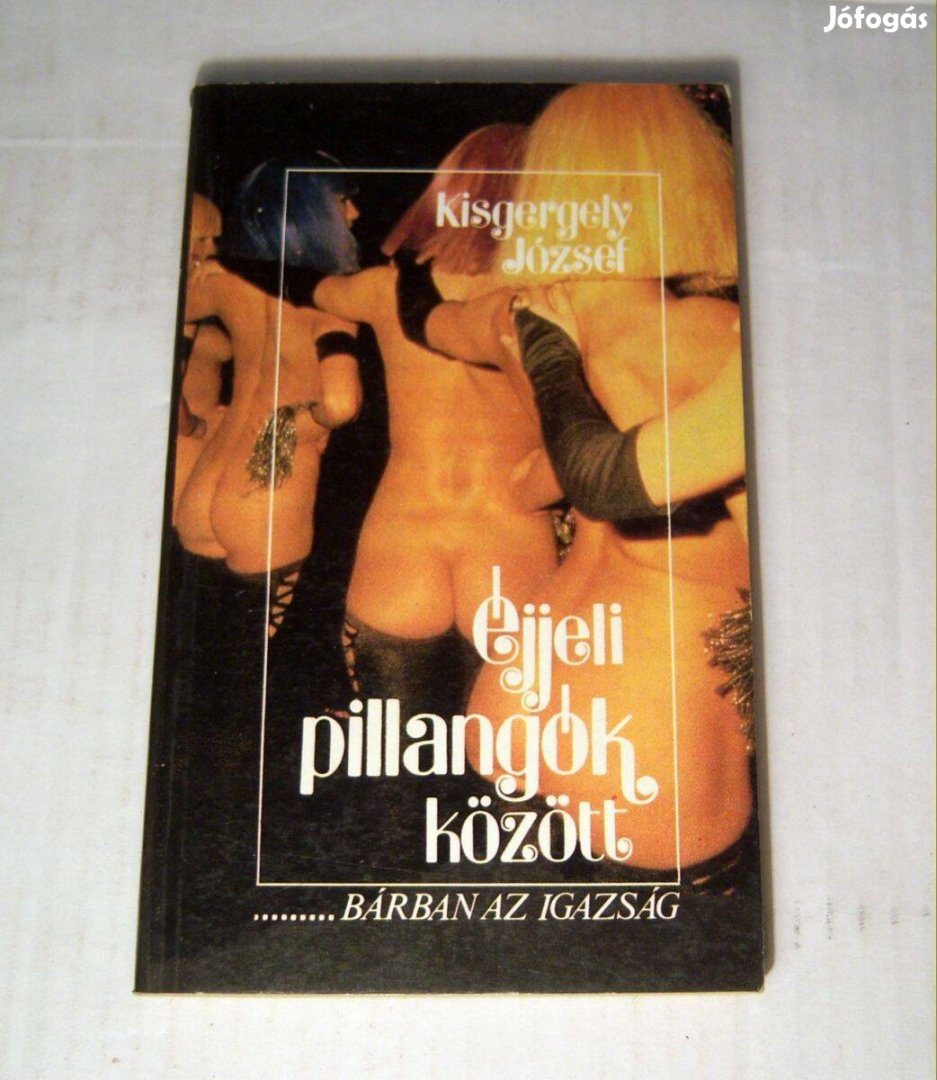 Jófogás
Kisgergely
József
éjjeli
pillangók
között
......... BÁRBAN AZ IGAZSÁG